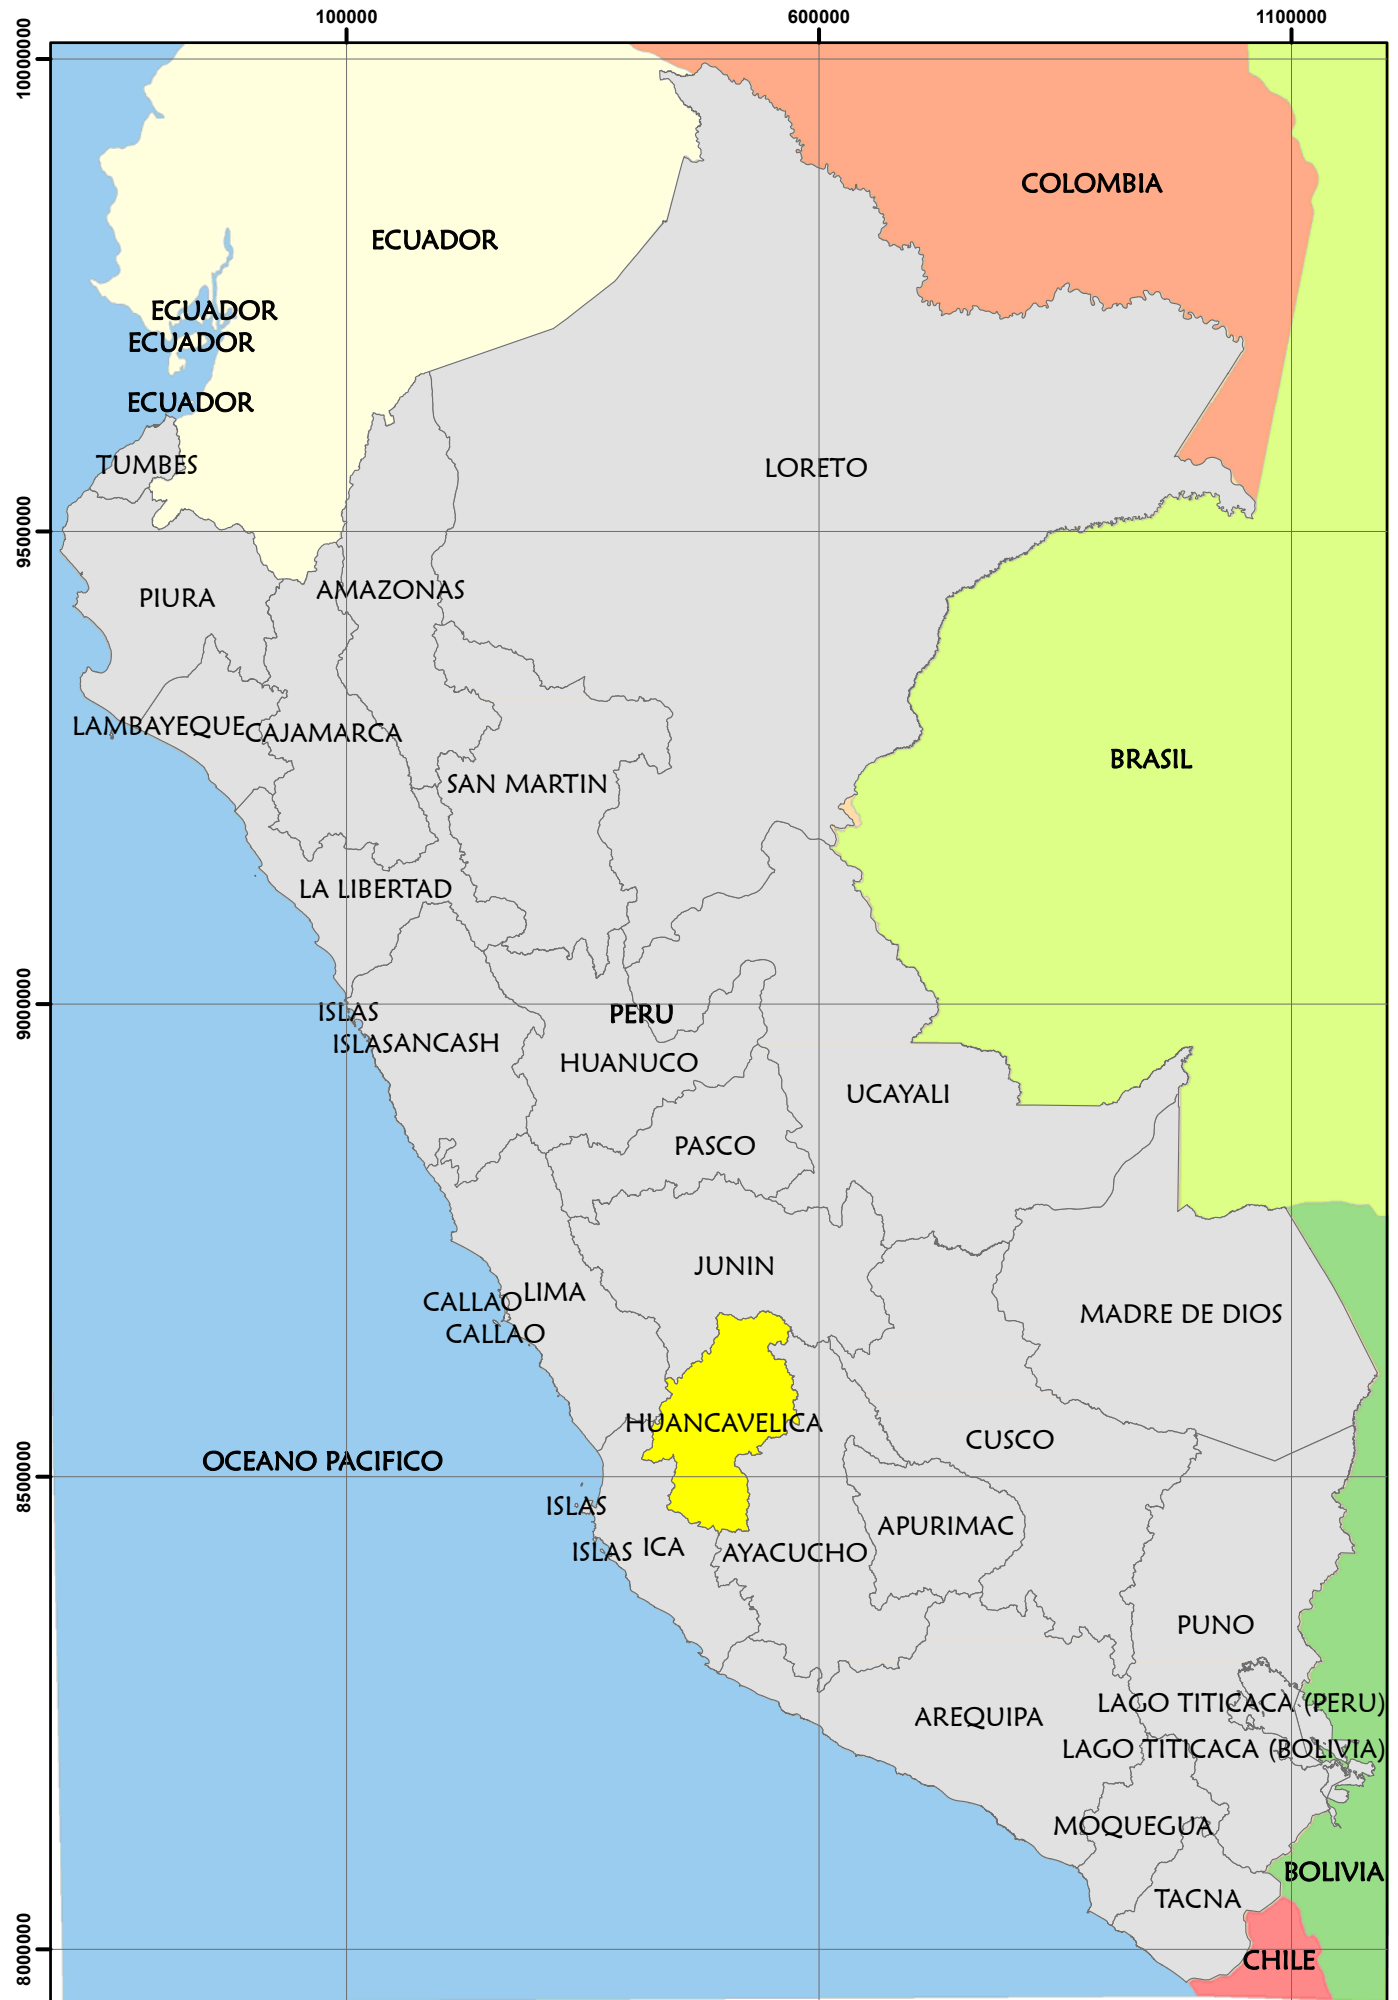 100000 600000 1100000
10000000
COLOMBIA
ECUADOR
ECUADOR
ECUADOR
ECUADOR
TUMBES
LORETO
9500000
AMAZONAS
PIURA
LAMBAYEQUE
CAJAMARCA
BRASIL
SAN MARTIN
LA LIBERTAD
9000000
ISLAS
PERU
ISLAS
ANCASH
HUANUCO
UCAYALI
PASCO
JUNIN
LIMA
CALLAO
MADRE DE DIOS
CALLAO
HUANCAVELICA
CUSCO
OCEANO PACIFICO
8500000
ISLAS
APURIMAC
ISLAS
ICA
AYACUCHO
PUNO
LAGO TITICACA (PERU)
AREQUIPA
LAGO TITICACA (BOLIVIA)
MOQUEGUA
BOLIVIA
TACNA
8000000
CHILE